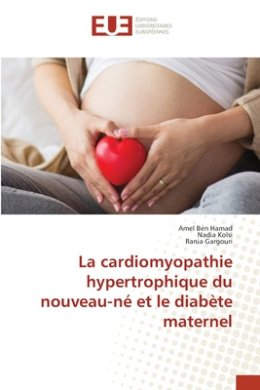 EUE
ÉDITIONS
UNIVERSITAIRES
EUROPÉENNES
Amel Ben Hamad
Nadia Kolsi
Rania Gargouri
La cardiomyopathie
hypertrophique du
nouveau-né et le diabète
maternel